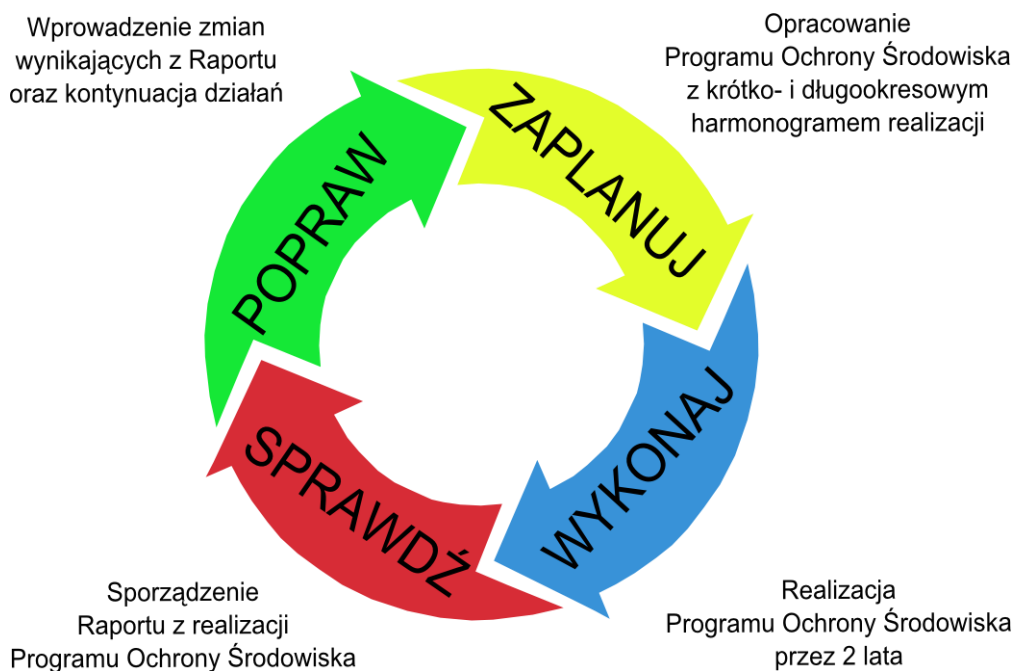 Wprowadzenie zmian
wynikających z Raportu
oraz kontynuacja działań
Opracowanie
Programu Ochrony Środowiska
z krótko- i długookresowym
harmonogramem realizacji
POPRAW
ZAPLANUJ
SPRAWDŹ
WYKONAJ
Sporządzenie
Raportu z realizacji
Programu Ochrony Środowiska
Realizacja
Programu Ochrony Środowiska
przez 2 lata